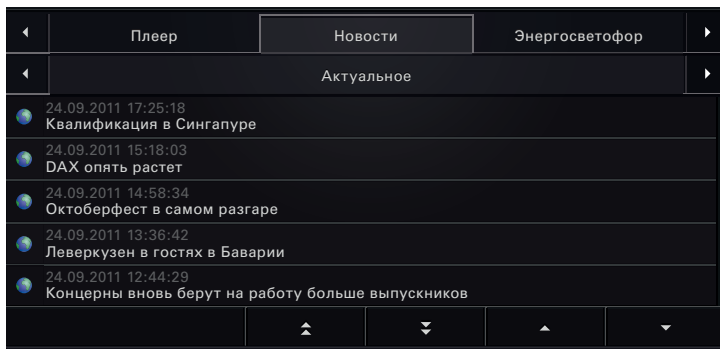 Плеер
Новости
Энергосветофор
Актуальное
24.09.2011 17:25:18
Квалификация в Сингапуре
24.09.2011 15:18:03
DAX опять растет
24.09.2011 14:58:34
Октоберфест в самом разгаре
24.09.2011 13:36:42
Леверкузен в гостях в Баварии
24.09.2011 12:44:29
Концерны вновь берут на работу больше выпускников